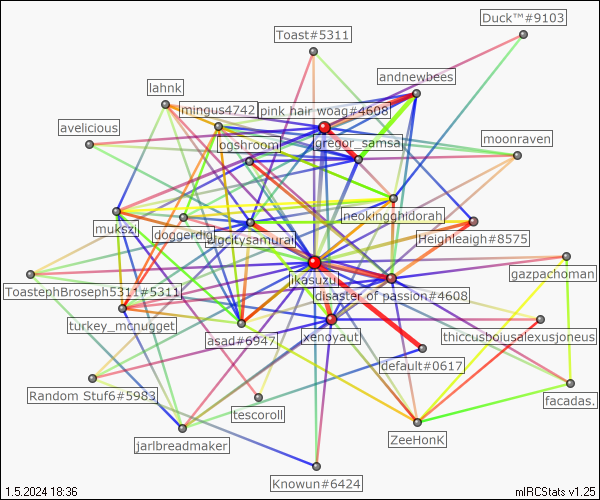 Duck™#9103
Toast#5311
andnewbees
lahnk
mingus4742
pink hair woag#4608
avelicious
ogshroom
gregor_samsa
moonraven
mukszi
doggerdig
bigcitysamurai
neokingghidorah
Heighleaigh#8575
ikasuzu
gazpachoman
ToastephBroseph5311#5311
disaster of passion#4608
turkey_mcnugget
asad#6947
xenoyaut
thiccusboiusalexusjoneus
default#0617
Random Stuf6#5983
tescoroll
facadas.
jarlbreadmaker
ZeeHonK
Knowun#6424
1.5.2024 18:36
mIRCStats v1.25